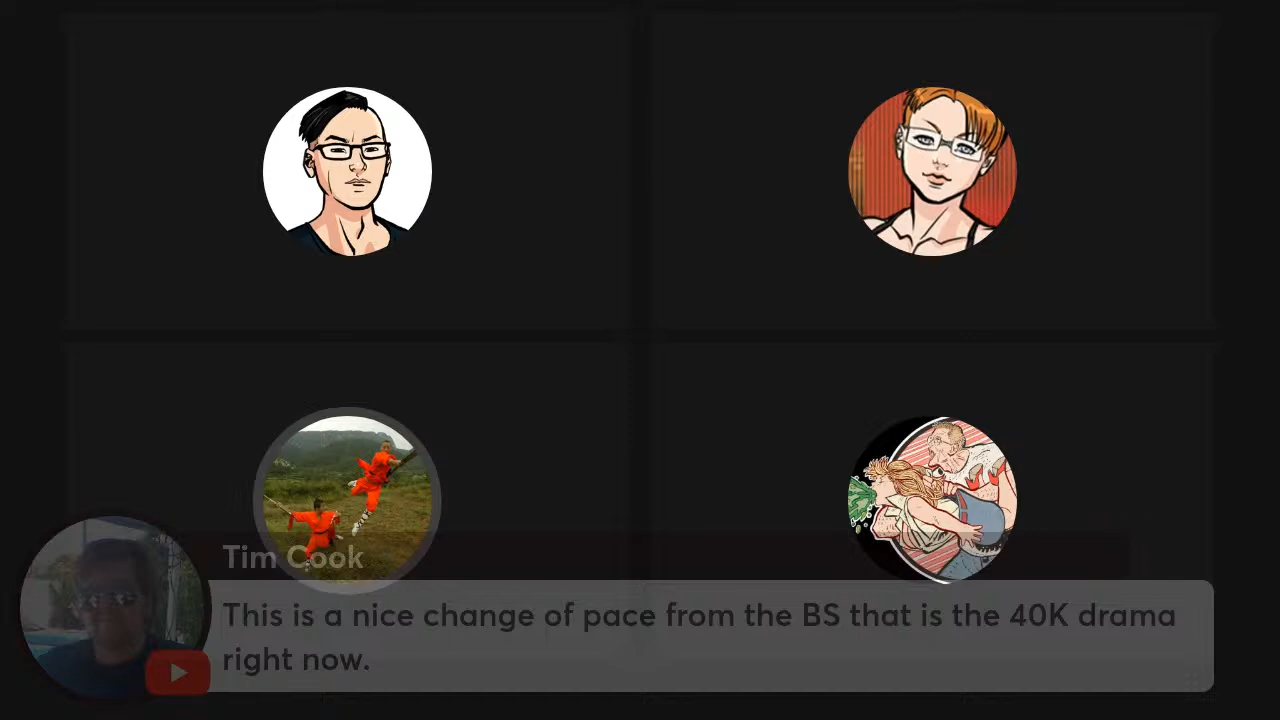 Tim Cook
This is a nice change of pace from the BS that is the 40K drama
right now.